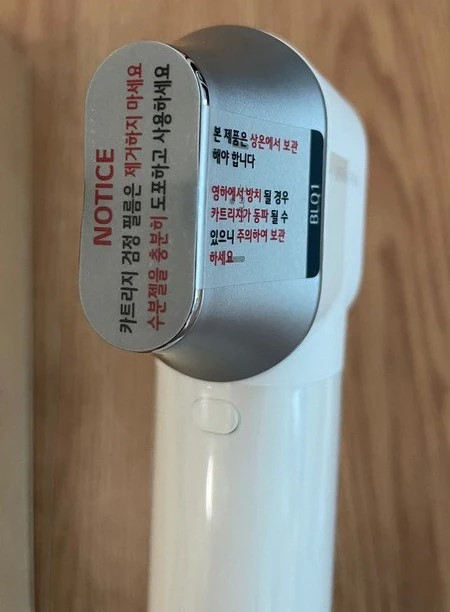 NOTICE
카트리지 검정 필름은 제거하지 마세요
수분젤을 충분히 도포하고 사용하세요
본 제품은 상온에서 보관
해야 합니다
영하에서 방치 될 경우
카트리지가 동파 될 수
있으니 주의하여 보관
하세요
BLQ1